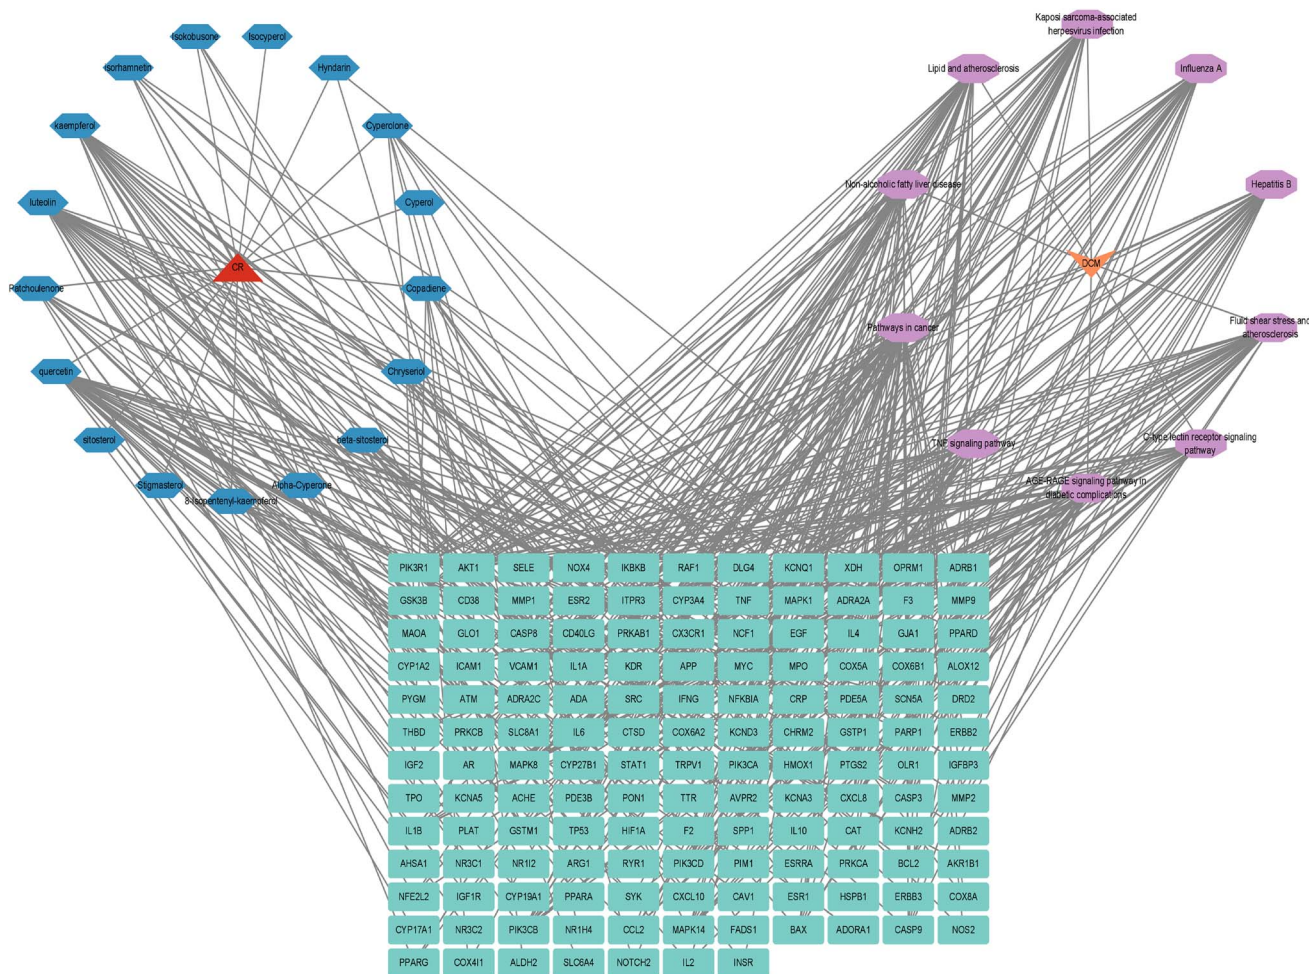 Isokobusone
Isocyperol
isorhamnetin
Hyndarin
kaempferol
Cyperolone
luteolin
Cyperol
CR
Patchoulenone
Copadiene
quercetin
Chryseriol
sitosterol
beta-sitosterol
Stigmasterol
8-Isopentenyl-kaempferol
Alpha-Cyperone
Kaposi sarcoma-associated
herpesvirus infection
Lipid and atherosclerosis
Influenza A
Non-alcoholic fatty liver disease
Hepatitis B
DCM
Pathways in cancer
Fluid shear stress and
atherosclerosis
TNF signaling pathway
C-type lectin receptor signaling
pathway
AGE-RAGE signaling pathway in
diabetic complications
PIK3R1 AKT1 SELE NOX4 IKBKB RAF1 DLG4 KCNQ1 XDH OPRM1 ADRB1
GSK3B CD38 MMP1 ESR2 ITPR3 CYP3A4 TNF MAPK1 ADRA2A F3 MMP9
MAOA GLO1 CASP8 CD40LG PRKAB1 CX3CR1 NCF1 EGF IL4 GJA1 PPARD
CYP1A2 ICAM1 VCAM1 IL1A KDR APP MYC MPO COX5A COX6B1 ALOX12
PYGM ATM ADRA2C ADA SRC IFNG NFKBIA CRP PDE5A SCN5A DRD2
THBD PRKCB SLC8A1 IL6 CTSD COX6A2 KCND3 CHRM2 GSTP1 PARP1 ERBB2
IGF2 AR MAPK8 CYP27B1 STAT1 TRPV1 PIK3CA HMOX1 PTGS2 OLR1 IGFBP3
TPO KCNA5 ACHE PDE3B PON1 TTR AVPR2 KCNA3 CXCL8 CASP3 MMP2
IL1B PLAT GSTM1 TP53 HIF1A F2 SPP1 IL10 CAT KCNH2 ADRB2
AHSA1 NR3C1 NR1I2 ARG1 RYR1 PIK3CD PIM1 ESRRA PRKCA BCL2 AKR1B1
NFE2L2 IGF1R CYP19A1 PPARA SYK CXCL10 CAV1 ESR1 HSPB1 ERBB3 COX8A
CYP17A1 NR3C2 PIK3CB NR1H4 CCL2 MAPK14 FADS1 BAX ADORA1 CASP9 NOS2
PPARG COX4I1 ALDH2 SLC6A4 NOTCH2 IL2 INSR